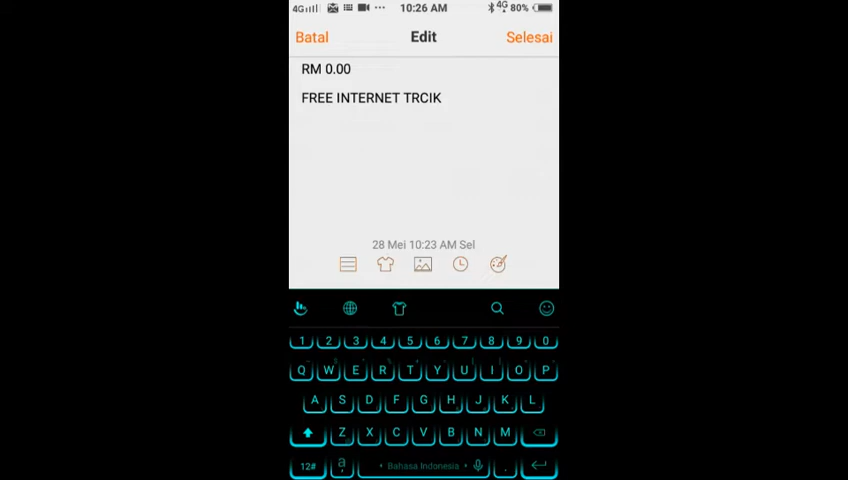 4G 10:26 AM 4G 80%
Batal Edit Selesai
RM 0.00
FREE INTERNET TRCIK
28 Mei 10:23 AM Sel
1 2 3 4 5 6 7 8 9 0
Q W E R T Y U I O P
A S D F G H J K L
Z X C V B N M
12# a , Bahasa Indonesia .